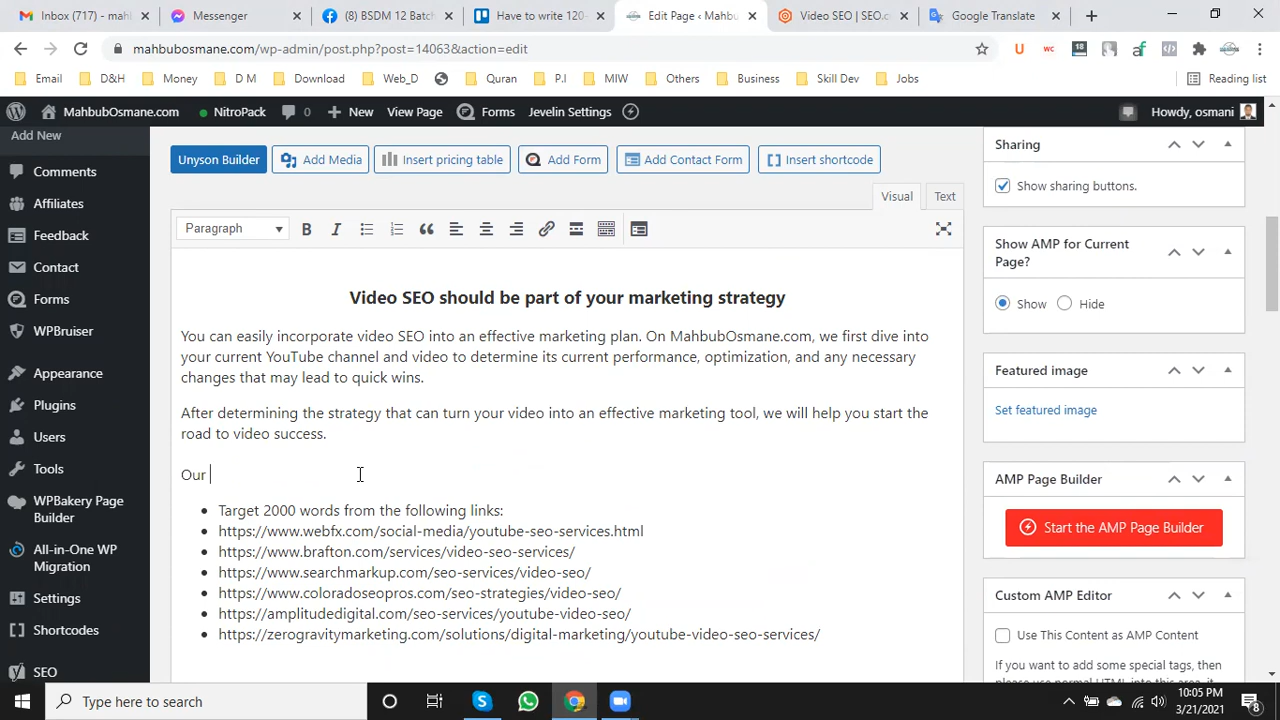 Inbox (717) - mahl
Messenger
(8) BSDM 12 Batch
Have to write 120-
Edit Page ‹ Mahbu
Video SEO | SEO.c
Google Translate
mahbubosmane.com/wp-admin/post.php?post=14063&action=edit
Email
D&H
Money
D M
Download
Web_D
Quran
P.I
MIW
Others
Business
Skill Dev
Jobs
Reading list
MahbubOsmane.com
NitroPack
0
New
View Page
Forms
Jevelin Settings
Howdy, osmani
Add New
Comments
Affiliates
Feedback
Contact
Forms
WPBruiser
Appearance
Plugins
Users
Tools
WPBakery Page
Builder
All-in-One WP
Migration
Settings
Cookie Notices
SEO
Unyson Builder
Add Media
Insert pricing table
Add Form
Add Contact Form
Insert shortcode
Visual
Text
Paragraph
Video SEO should be part of your marketing strategy
You can easily incorporate video SEO into an effective marketing plan. On MahbubOsmane.com, we first dive into
your current YouTube channel and video to determine its current performance, optimization, and any necessary
changes that may lead to quick wins.
After determining the strategy that can turn your video into an effective marketing tool, we will help you start the
road to video success.
Our
Target 2000 words from the following links:
https://www.webfx.com/social-media/youtube-seo-services.html
https://www.brafton.com/services/video-seo-services/
https://www.searchmarkup.com/seo-services/video-seo/
https://www.coloradoseopros.com/seo-strategies/video-seo/
https://amplitudedigital.com/seo-services/youtube-video-seo/
https://zerogravitymarketing.com/solutions/digital-marketing/youtube-video-seo-services/
Sharing
Show sharing buttons.
Show AMP for Current
Page?
Show
Hide
Featured image
Set featured image
AMP Page Builder
Start the AMP Page Builder
Custom AMP Editor
Use This Content as AMP Content
If you want to add some special tags, then
please use normal HTML into this area, it
Type here to search
10:05 PM
3/21/2021
8